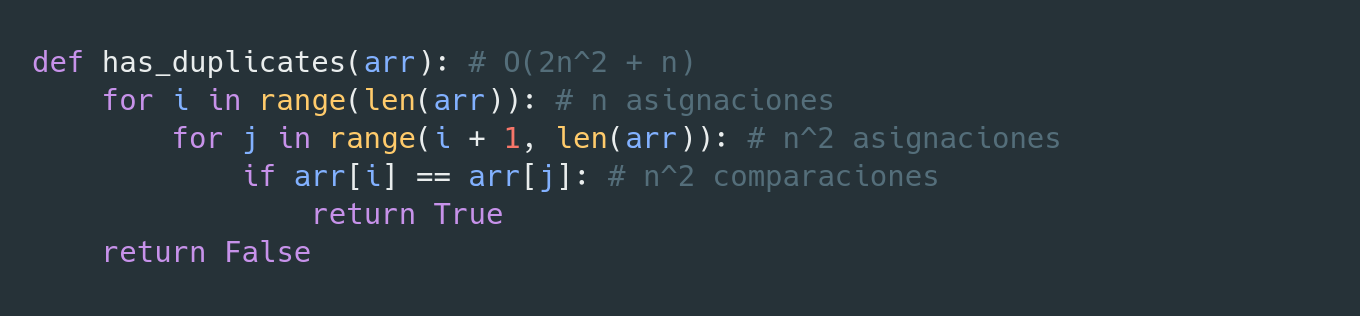 def has_duplicates(arr): # O(2n^2 + n)
    for i in range(len(arr)): # n asignaciones
        for j in range(i + 1, len(arr)): # n^2 asignaciones
            if arr[i] == arr[j]: # n^2 comparaciones
                return True
    return False